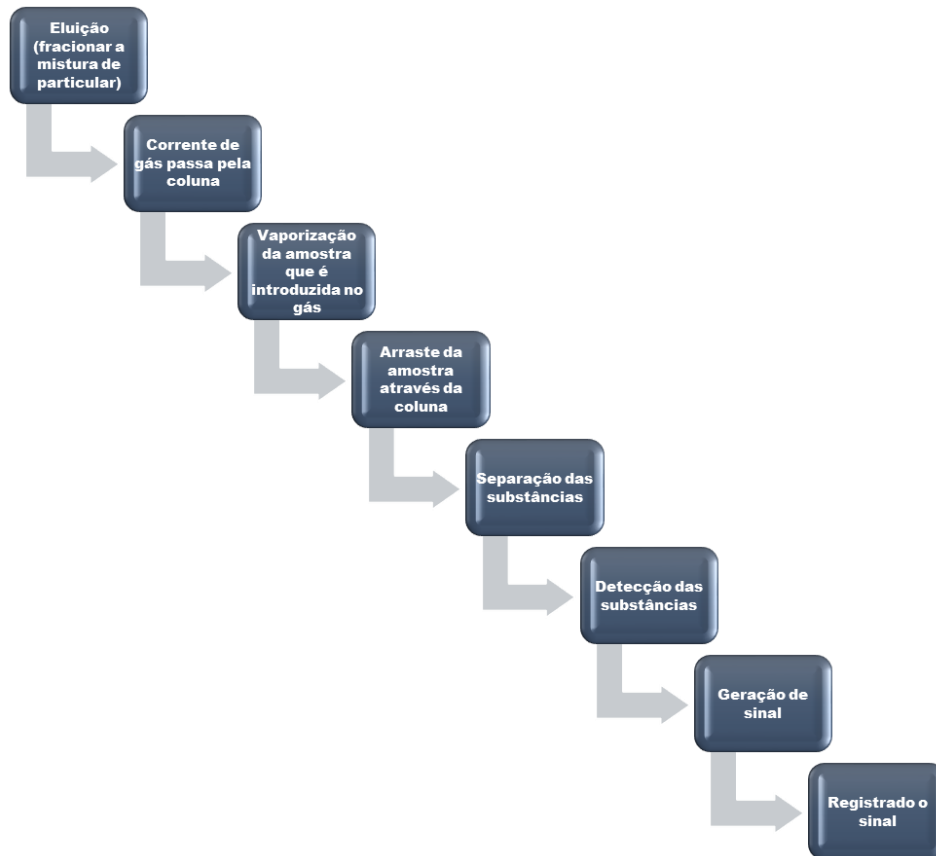 Eluição
(fracionar a
mistura de
particular)
Corrente de
gás passa pela
coluna
Vaporização
da amostra
que é
introduzida no
gás
Arraste da
amostra
através da
coluna
Separação das
substâncias
Detecção das
substâncias
Geração de
sinal
Registrado o
sinal